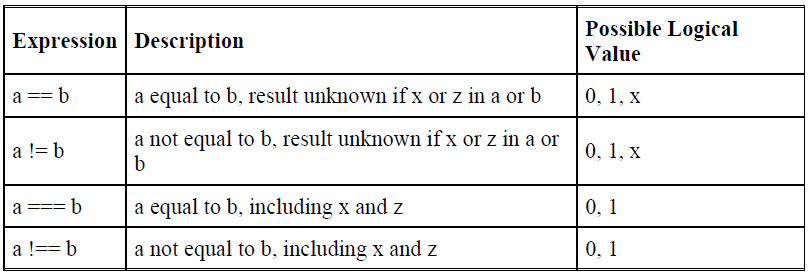 Expression Description Possible Logical
Value
a == b a equal to b, result unknown if x or z in a or b 0, 1, x
a != b a not equal to b, result unknown if x or z in a or
b 0, 1, x
a === b a equal to b, including x and z 0, 1
a !== b a not equal to b, including x and z 0, 1